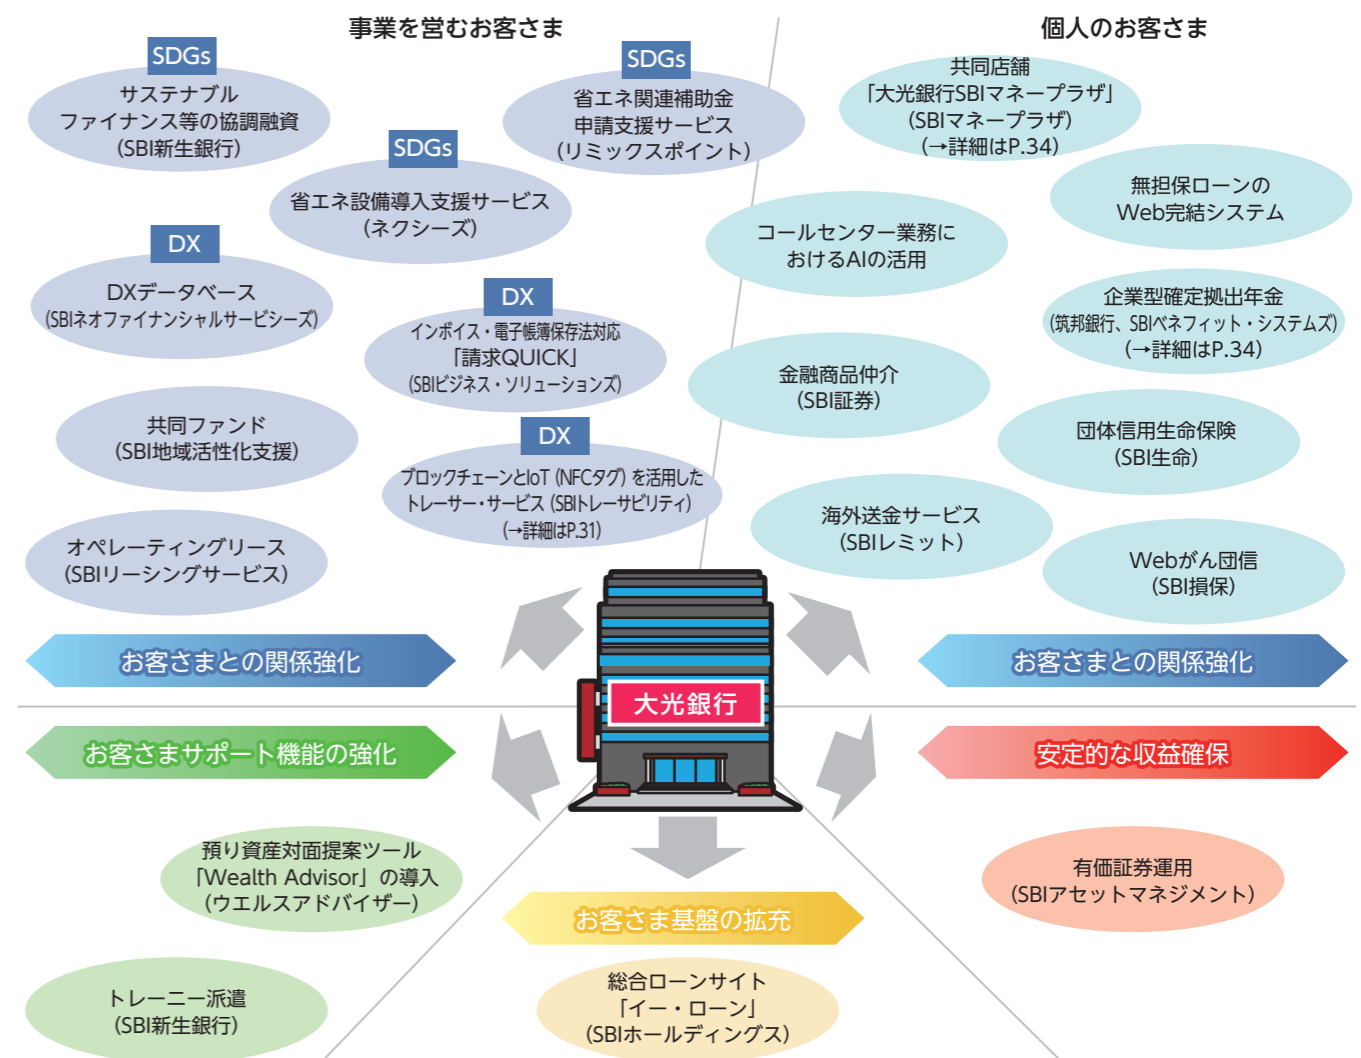 事業を営むお客さま
SDGs
サステナブル
ファイナンス等の協調融資
(SBI新生銀行)
SDGs
省エネ関連補助金
申請支援サービス
(リミックスポイント)
SDGs
省エネ設備導入支援サービス
(ネクシーズ)
DX
DXデータベース
(SBIネオファイナンシャルサービシーズ)
DX
インボイス・電子帳簿保存法対応
「請求QUICK」
(SBIビジネス・ソリューションズ)
共同ファンド
(SBI地域活性化支援)
DX
ブロックチェーンとIoT（NFCタグ）を活用した
トレーサー・サービス（SBIトレーサビリティ）
(→詳細はP.31)
オペレーティングリース
(SBIリーシングサービス)
お客さまとの関係強化
個人のお客さま
共同店舗
「大光銀行SBIマネープラザ」
(SBIマネープラザ)
(→詳細はP.34)
無担保ローンの
Web完結システム
コールセンター業務に
おけるAIの活用
企業型確定拠出年金
(筑邦銀行、SBIベネフィット・システムズ)
(→詳細はP.34)
金融商品仲介
(SBI証券)
団体信用生命保険
(SBI生命)
海外送金サービス
(SBIレミット)
Webがん団信
(SBI損保)
お客さまとの関係強化
大光銀行
お客さまサポート機能の強化
預り資産対面提案ツール
「Wealth Advisor」の導入
(ウエルスアドバイザー)
トレーニー派遣
(SBI新生銀行)
お客さま基盤の拡充
総合ローンサイト
「イー・ローン」
(SBIホールディングス)
安定的な収益確保
有価証券運用
(SBIアセットマネジメント)